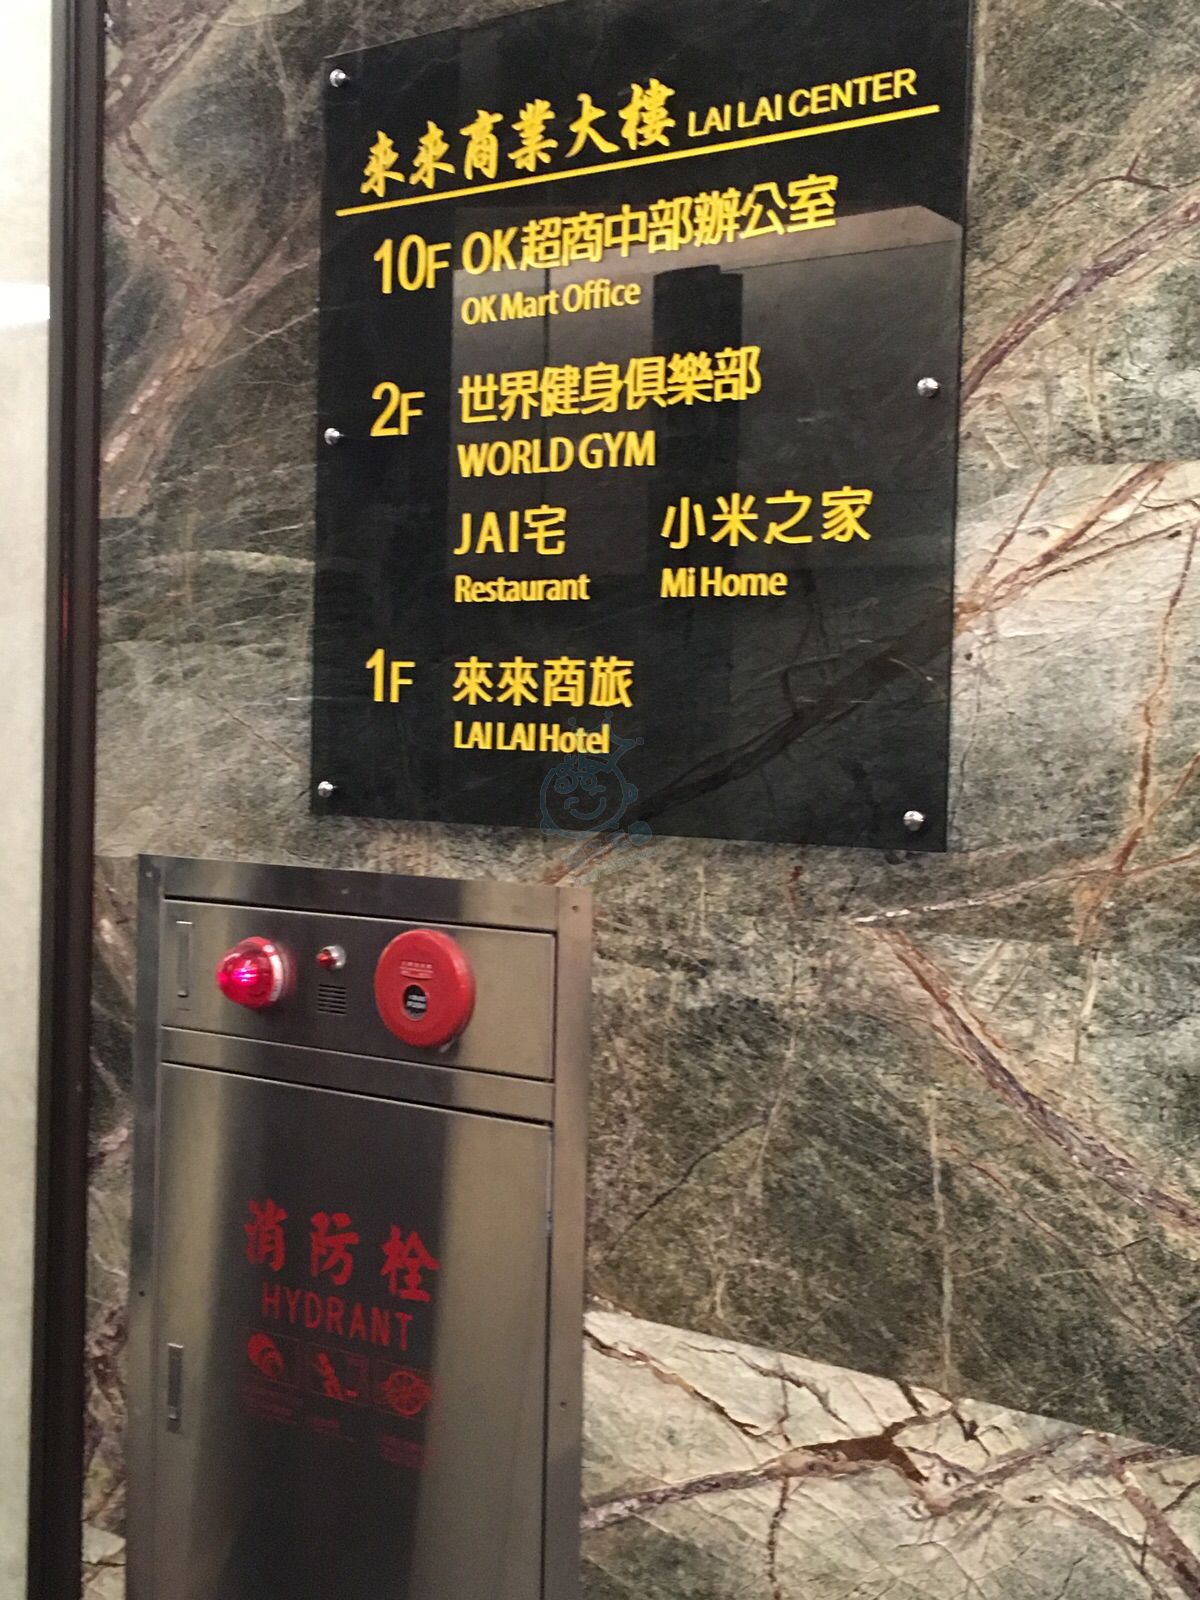 來來商業大樓 LAI LAI CENTER
10F OK超商中部辦公室
OK Mart Office
2F 世界健身俱樂部
WORLD GYM
JAI宅 小米之家
Restaurant Mi Home
1F 來來商旅
LAI LAI Hotel
消防栓
HYDRANT